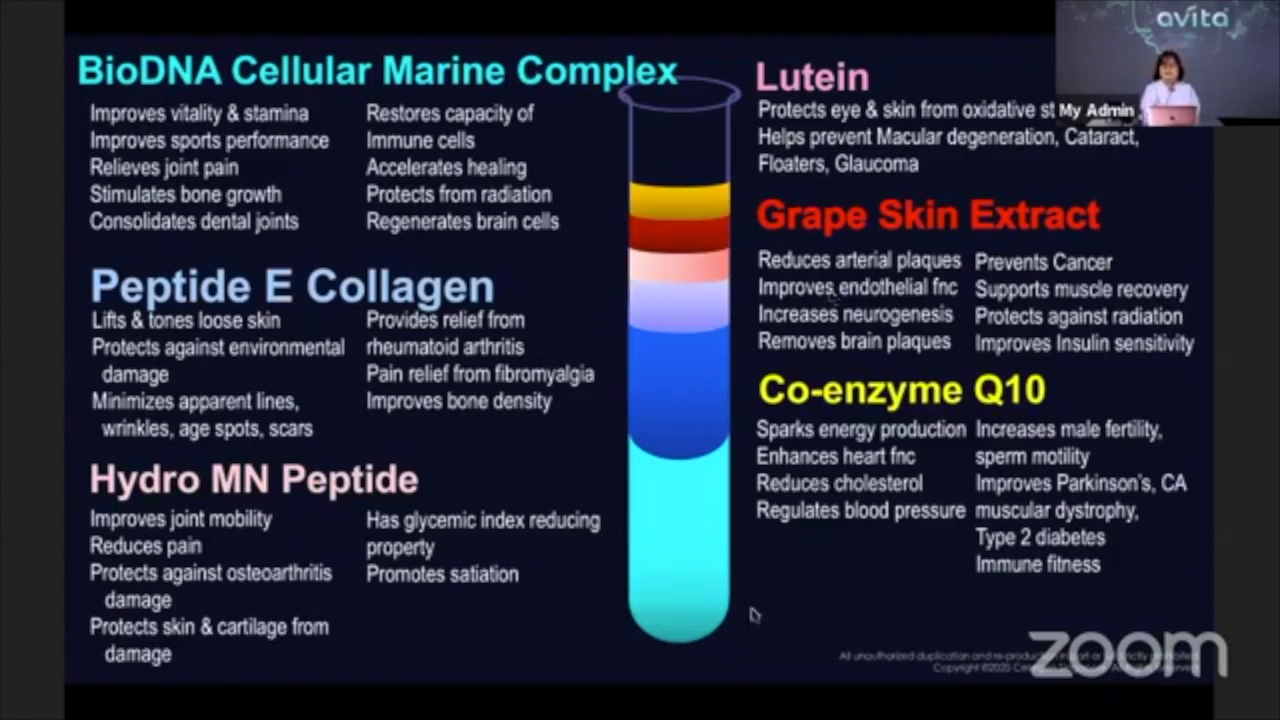 BioDNA Cellular Marine Complex
Improves vitality & stamina
Improves sports performance
Relieves joint pain
Stimulates bone growth
Consolidates dental joints
Restores capacity of
Immune cells
Accelerates healing
Protects from radiation
Regenerates brain cells
Peptide E Collagen
Lifts & tones loose skin
Protects against environmental
damage
Minimizes apparent lines,
wrinkles, age spots, scars
Provides relief from
rheumatoid arthritis
Pain relief from fibromyalgia
Improves bone density
Hydro MN Peptide
Improves joint mobility
Reduces pain
Protects against osteoarthritis
damage
Protects skin & cartilage from
damage
Has glycemic index reducing
property
Promotes satiation
avita
My Admin
Lutein
Protects eye & skin from oxidative
Helps prevent Macular degeneration, Cataract,
Floaters, Glaucoma
Grape Skin Extract
Reduces arterial plaques
Improves endothelial fnc
Increases neurogenesis
Removes brain plaques
Prevents Cancer
Supports muscle recovery
Protects against radiation
Improves Insulin sensitivity
Co-enzyme Q10
Sparks energy production
Enhances heart fnc
Reduces cholesterol
Regulates blood pressure
Increases male fertility,
sperm motility
Improves Parkinson's, CA
muscular dystrophy,
Type 2 diabetes
Immune fitness
All unauthorized duplication and
Copyright ©2020
zoom